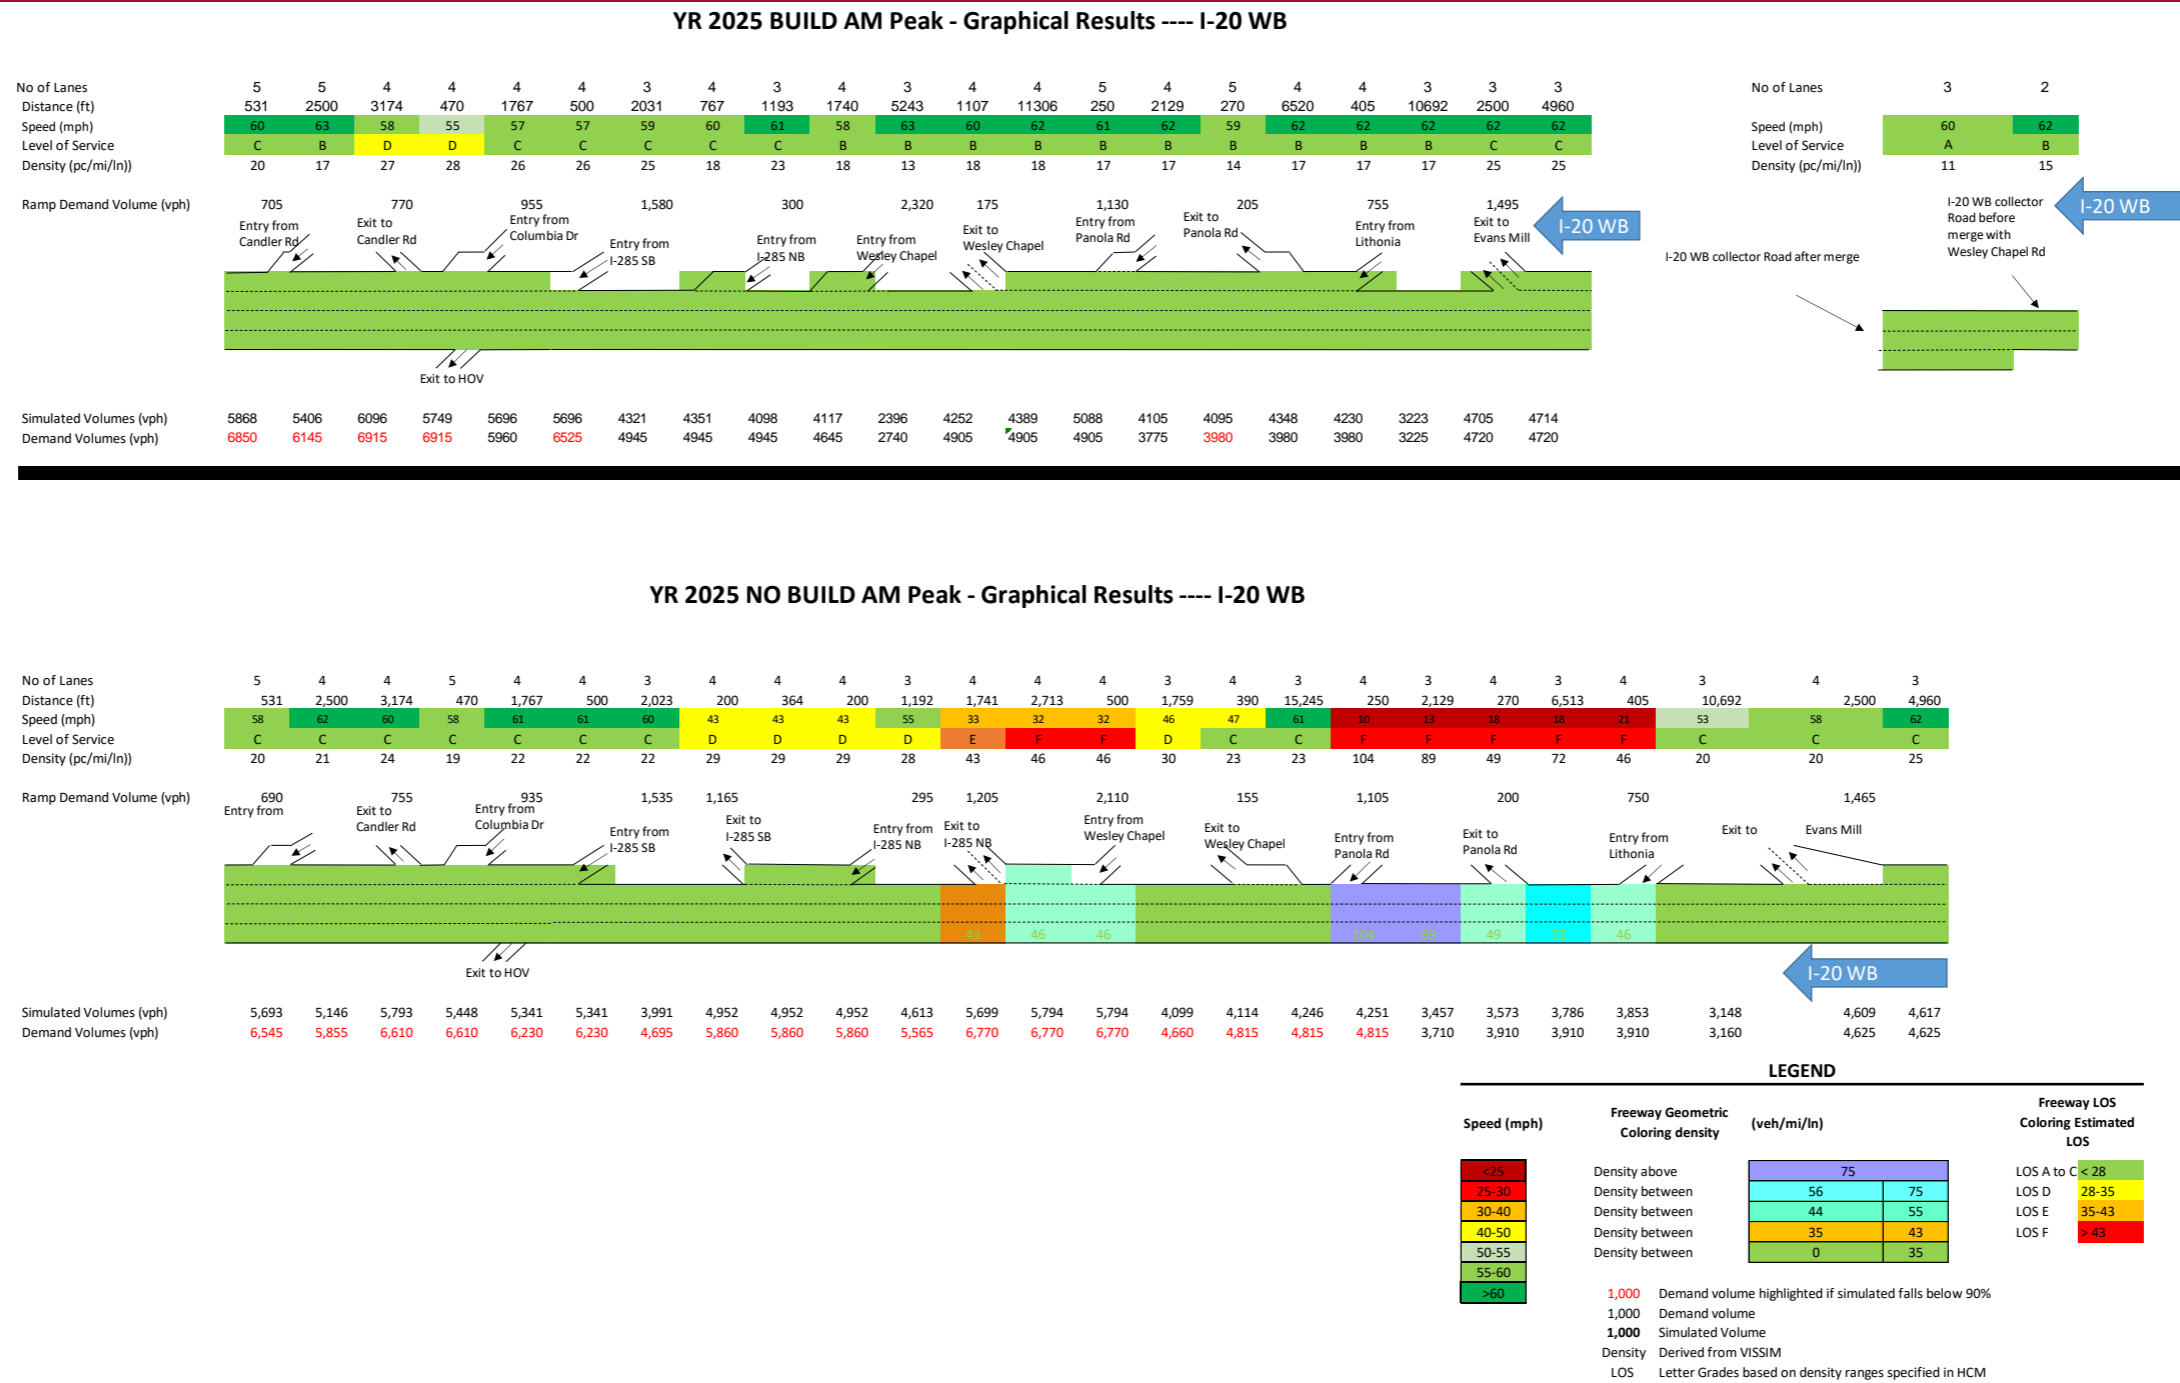 YR 2025 BUILD AM Peak - Graphical Results ---- I-20 WB
No of Lanes 5 5 4 4 4 4 3 4 3 4 3 4 4 5 4 5 4 4 3 3 3
Distance (ft) 531 2500 3174 470 1767 500 2031 767 1193 1740 5243 1107 11306 250 2129 270 6520 405 10692 2500 4960
Speed (mph) 60 63 58 55 57 57 59 60 61 58 63 60 62 61 62 59 62 62 62 62 62
Level of Service C B D D C C C C C B B B B B B B B B B C C
Density (pc/mi/ln)) 20 17 27 28 26 26 25 18 23 18 13 18 18 17 17 14 17 17 17 25 25
No of Lanes 3 2
Speed (mph) 60 62
Level of Service A B
Density (pc/mi/ln)) 11 15
Ramp Demand Volume (vph) 705 770 955 1,580 300 2,320 175 1,130 205 755 1,495
Entry from
Candler Rd
Exit to
Candler Rd
Entry from
Columbia Dr
Entry from
I-285 SB
Entry from
I-285 NB
Entry from
Wesley Chapel
Exit to
Wesley Chapel
Entry from
Panola Rd
Exit to
Panola Rd
Entry from
Lithonia
Exit to
Evans Mill
I-20 WB
I-20 WB collector Road after merge
I-20 WB collector
Road before
merge with
Wesley Chapel Rd
I-20 WB
Exit to HOV
Simulated Volumes (vph) 5868 5406 6096 5749 5696 5696 4321 4351 4098 4117 2396 4252 4389 5088 4105 4095 4348 4230 3223 4705 4714
Demand Volumes (vph) 6850 6145 6915 6915 5960 6525 4945 4945 4945 4645 2740 4905 4905 4905 3775 3980 3980 3980 3225 4720 4720
YR 2025 NO BUILD AM Peak - Graphical Results ---- I-20 WB
No of Lanes 5 4 4 5 4 4 3 4 4 4 3 4 4 4 3 4 3 4 3 4 3 4 3 4 3
Distance (ft) 531 2,500 3,174 470 1,767 500 2,023 200 364 200 1,192 1,741 2,713 500 1,759 390 15,245 250 2,129 270 6,513 405 10,692 2,500 4,960
Speed (mph) 58 62 60 58 61 61 60 43 43 43 55 33 32 32 46 47 61 10 13 18 18 21 53 58 62
Level of Service C C C C C C C D D D D E F F D C C F F F F F C C C
Density (pc/mi/ln)) 20 21 24 19 22 22 22 29 29 29 28 43 46 46 30 23 23 104 89 49 72 46 20 20 25
Ramp Demand Volume (vph) 690 755 935 1,535 1,165 295 1,205 2,110 155 1,105 200 750 1,465
Entry from
Exit to
Candler Rd
Entry from
Columbia Dr
Entry from
I-285 SB
Exit to
I-285 SB
Entry from
I-285 NB
Exit to
I-285 NB
Entry from
Wesley Chapel
Exit to
Wesley Chapel
Entry from
Panola Rd
Exit to
Panola Rd
Entry from
Lithonia
Exit to Evans Mill
43 46 46 104 89 49 72 46
Exit to HOV
I-20 WB
Simulated Volumes (vph) 5,693 5,146 5,793 5,448 5,341 5,341 3,991 4,952 4,952 4,952 4,613 5,699 5,794 5,794 4,099 4,114 4,246 4,251 3,457 3,573 3,786 3,853 3,148 4,609 4,617
Demand Volumes (vph) 6,545 5,855 6,610 6,610 6,230 6,230 4,695 5,860 5,860 5,860 5,565 6,770 6,770 6,770 4,660 4,815 4,815 4,815 3,710 3,910 3,910 3,910 3,160 4,625 4,625
LEGEND
Speed (mph)
<25
25-30
30-40
40-50
50-55
55-60
>60
Freeway Geometric
Coloring density
(veh/mi/ln)
Density above 75
Density between 56 75
Density between 44 55
Density between 35 43
Density between 0 35
Freeway LOS
Coloring Estimated
LOS
LOS A to C < 28
LOS D 28-35
LOS E 35-43
LOS F > 43
1,000 Demand volume highlighted if simulated falls below 90%
1,000 Demand volume
1,000 Simulated Volume
Density Derived from VISSIM
LOS Letter Grades based on density ranges specified in HCM